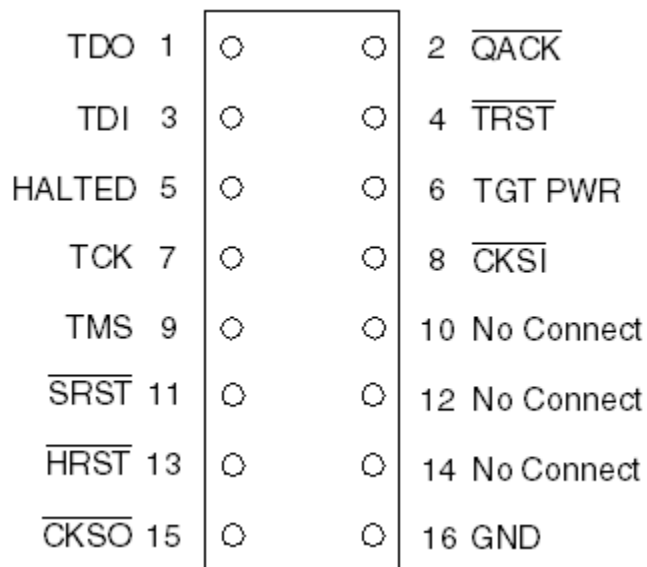 TDO 1 2 QACK
TDI 3 4 TRST
HALTED 5 6 TGT PWR
TCK 7 8 CKSI
TMS 9 10 No Connect
SRST 11 12 No Connect
HRST 13 14 No Connect
CKSO 15 16 GND